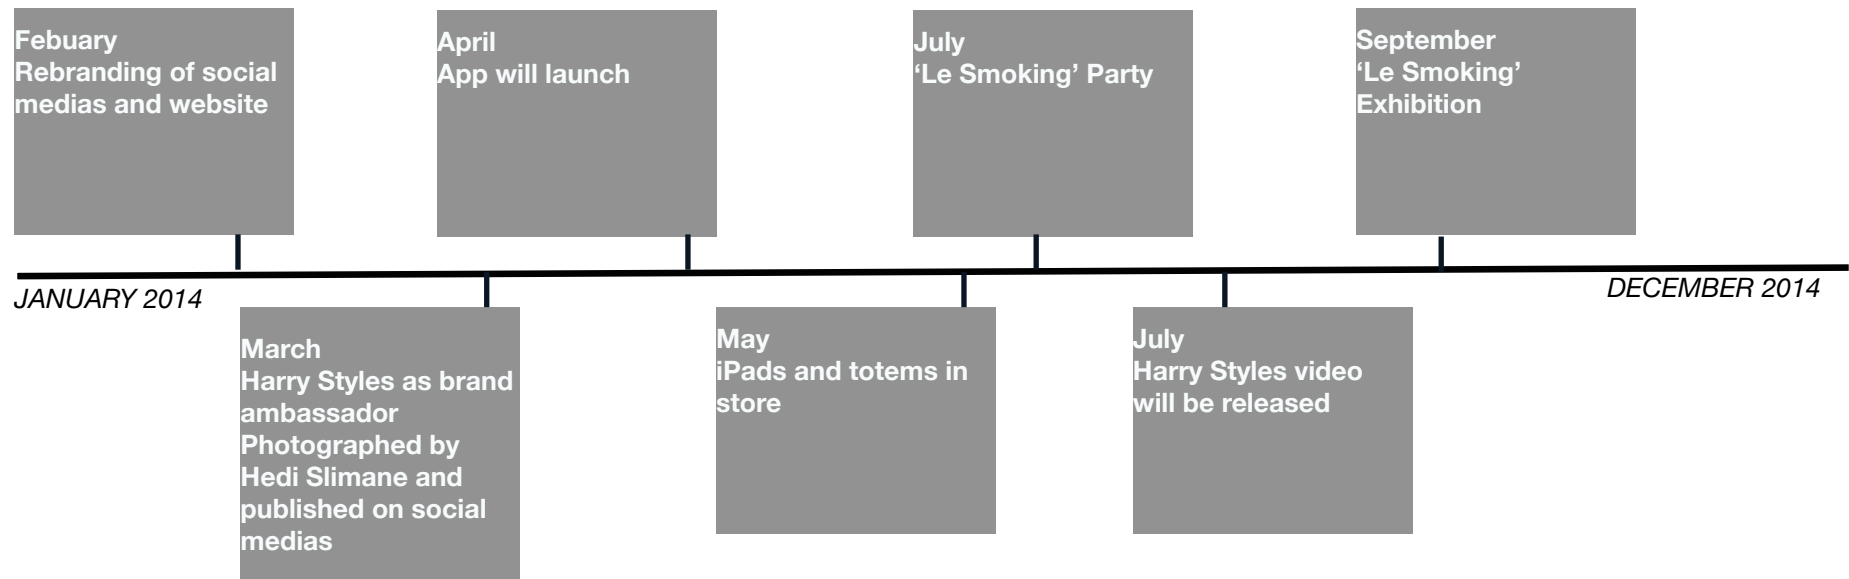 Febuary
Rebranding of social
medias and website
April
App will launch
July
‘Le Smoking’ Party
September
‘Le Smoking’
Exhibition
JANUARY 2014
DECEMBER 2014
March
Harry Styles as brand
ambassador
Photographed by
Hedi Slimane and
published on social
medias
May
iPads and totems in
store
July
Harry Styles video
will be released